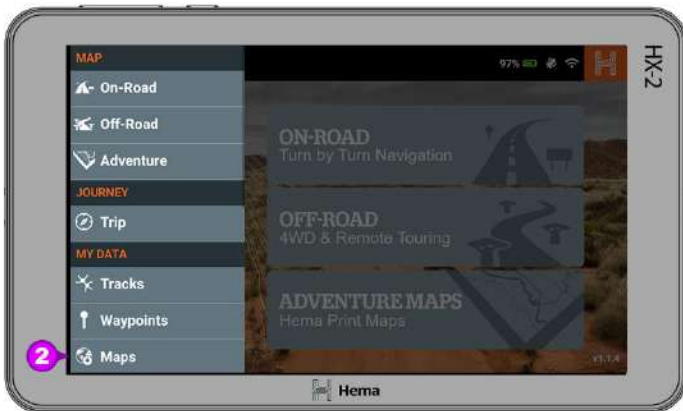 MAP
On-Road
Off-Road
Adventure
JOURNEY
Trip
MY DATA
Tracks
Waypoints
2
Maps
97%
H
ON-ROAD
Turn by Turn Navigation
OFF-ROAD
4WD & Remote Touring
ADVENTURE MAPS
Hema Print Maps
v1.1.4
HX-2
Hema